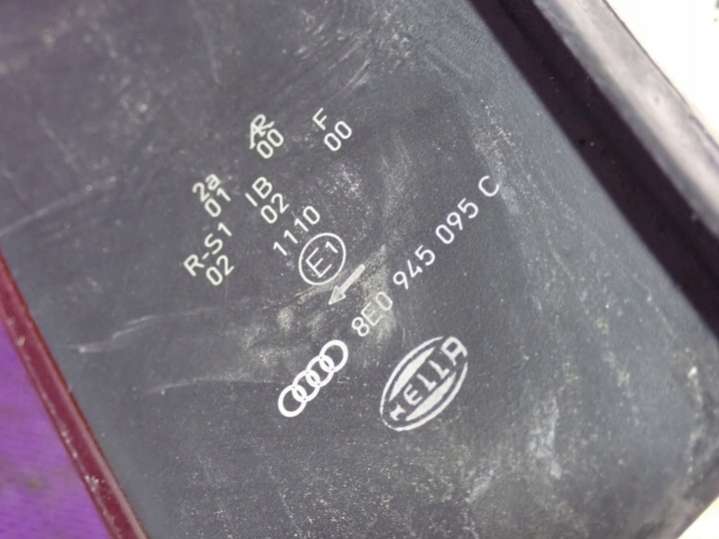 AR F
00 00
2a IB
01 02
R-S1 1110
02
E1
8E0 945 095 C
HELLA